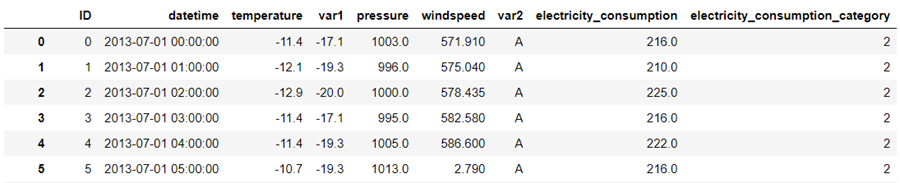 ID datetime temperature var1 pressure windspeed var2 electricity_consumption electricity_consumption_category
0 0 2013-07-01 00:00:00 -11.4 -17.1 1003.0 571.910 A 216.0 2
1 1 2013-07-01 01:00:00 -12.1 -19.3 996.0 575.040 A 210.0 2
2 2 2013-07-01 02:00:00 -12.9 -20.0 1000.0 578.435 A 225.0 2
3 3 2013-07-01 03:00:00 -11.4 -17.1 995.0 582.580 A 216.0 2
4 4 2013-07-01 04:00:00 -11.4 -19.3 1005.0 586.600 A 222.0 2
5 5 2013-07-01 05:00:00 -10.7 -19.3 1013.0 2.790 A 216.0 2